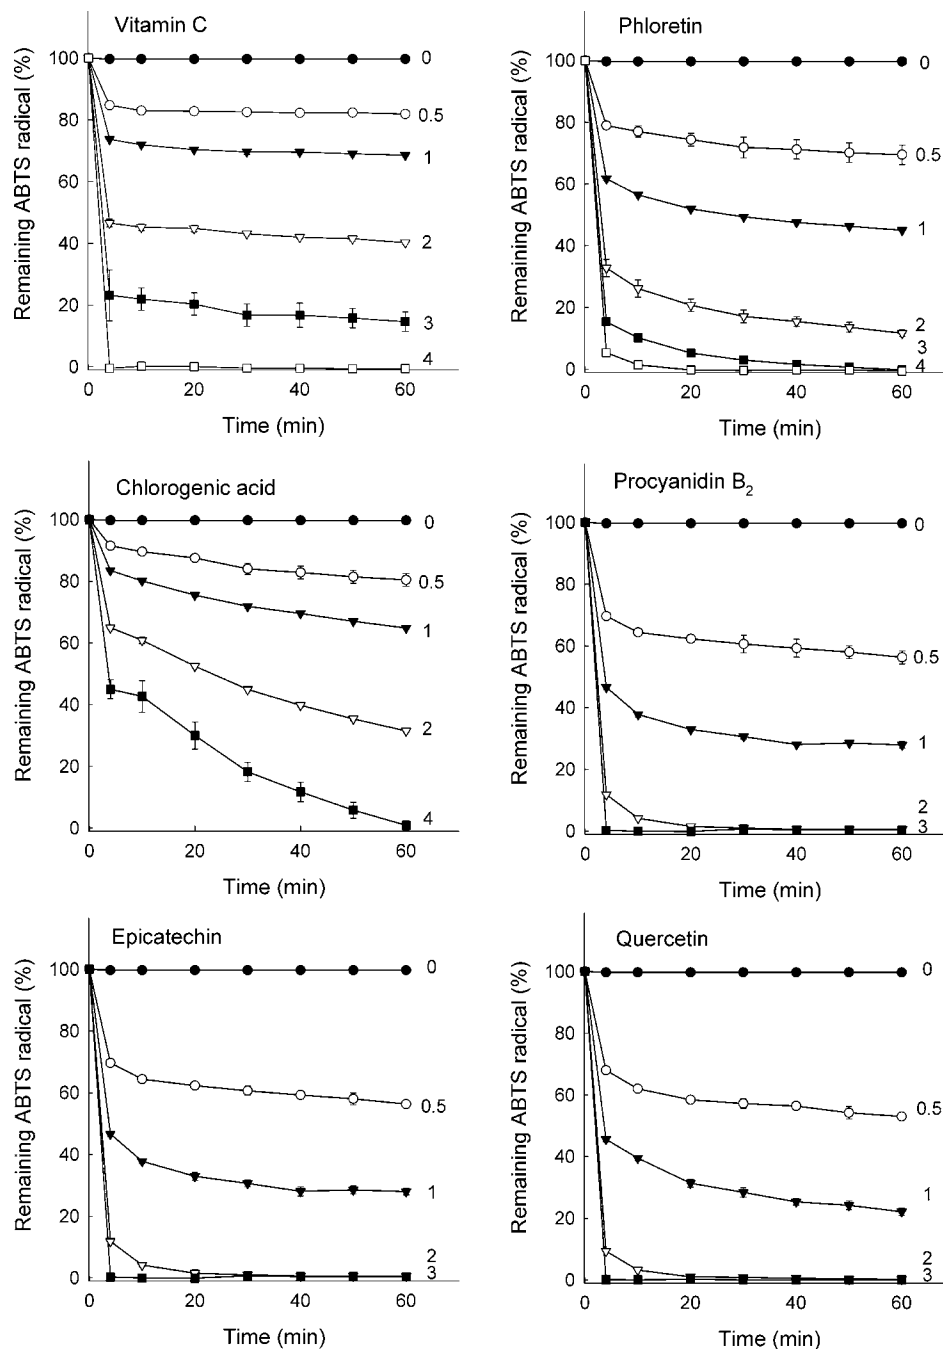 Vitamin C
Remaining ABTS radical (%)
100
80
60
40
20
0
0
0.5
1
2
3
4
0 20 40 60
Time (min)
Phloretin
Remaining ABTS radical (%)
100
80
60
40
20
0
0
0.5
1
2
3
4
0 20 40 60
Time (min)
Chlorogenic acid
Remaining ABTS radical (%)
100
80
60
40
20
0
0
0.5
1
2
4
0 20 40 60
Time (min)
Procyanidin B2
Remaining ABTS radical (%)
100
80
60
40
20
0
0
0.5
1
2
3
0 20 40 60
Time (min)
Epicatechin
Remaining ABTS radical (%)
100
80
60
40
20
0
0
0.5
1
2
3
0 20 40 60
Time (min)
Quercetin
Remaining ABTS radical (%)
100
80
60
40
20
0
0
0.5
1
2
3
0 20 40 60
Time (min)